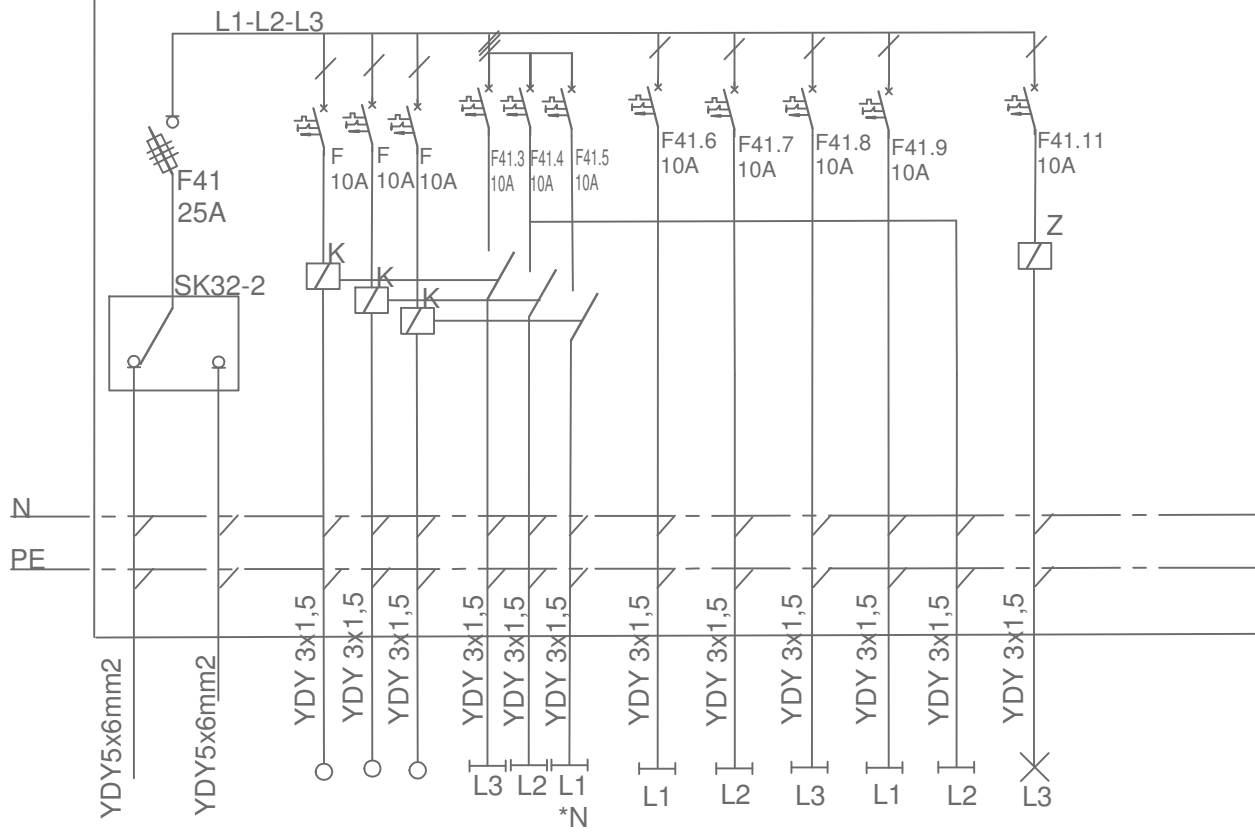 L1-L2-L3
F41
25A
SK32-2
F
10A
F
10A
F
10A
F41.3
10A
F41.4
10A
F41.5
10A
F41.6
10A
F41.7
10A
F41.8
10A
F41.9
10A
F41.11
10A
K
K
K
Z
N
PE
YDY5x6mm2
YDY5x6mm2
YDY 3x1,5
YDY 3x1,5
YDY 3x1,5
YDY 3x1,5
YDY 3x1,5
YDY 3x1,5
YDY 3x1,5
YDY 3x1,5
YDY 3x1,5
YDY 3x1,5
YDY 3x1,5
YDY 3x1,5
L3
L2
L1
*N
L1
L2
L3
L1
L2
L3